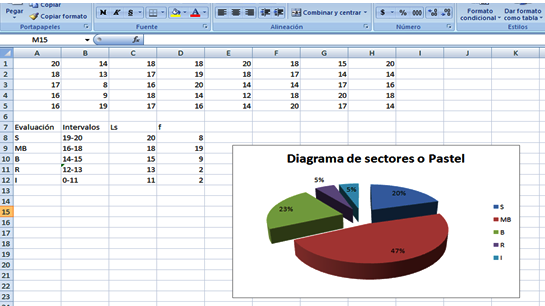 Pegar
Copiar
Copiar formato
N K S
Combinar y centrar
$ % 000
Formato
condicional
Dar formato
como tabla
Portapapeles
Fuente
Alineación
Número
M15
A B C D E F G H I J K
1 20 14 18 18 20 18 15 20
2 18 13 17 19 18 17 14 14
3 17 8 16 20 14 14 17 16
4 16 9 18 14 12 18 20 18
5 16 19 17 16 14 20 17 14
6
7 Evaluación Intervalos Ls f
8 S 19-20 20 8
9 MB 16-18 18 19
10 B 14-15 15 9
11 R 12-13 13 2
12 I 0-11 11 2
13
14
15
16
17
18
19
20
21
22
23
Diagrama de sectores o Pastel
20%
47%
23%
5%
5%
S
MB
B
R
I